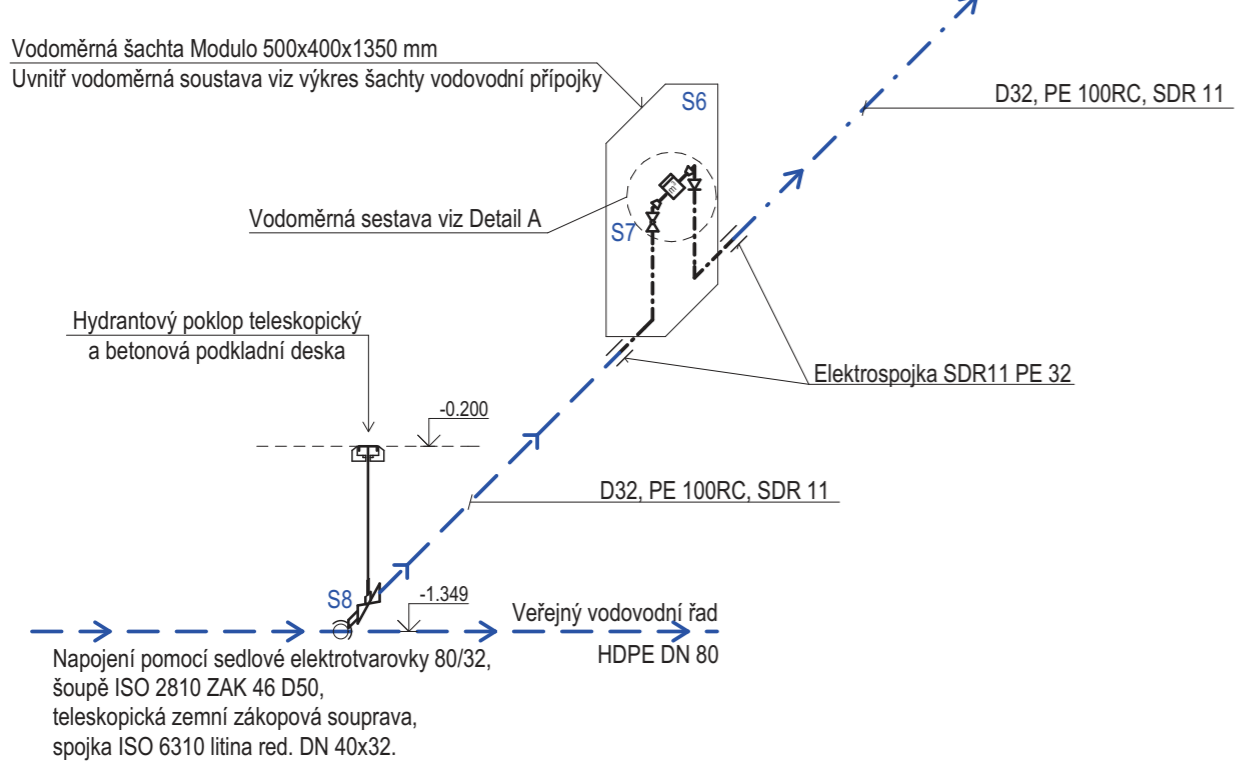 Vodoměrná šachta Modulo 500x400x1350 mm
Uvnitř vodoměrná soustava viz výkres šachty vodovodní přípojky
S6
D32, PE 100RC, SDR 11
m³
Vodoměrná sestava viz Detail A
S7
Hydrantový poklop teleskopický
a betonová podkladní deska
Elektrospojka SDR11 PE 32
-0.200
D32, PE 100RC, SDR 11
S8
-1.349
Veřejný vodovodní řad
HDPE DN 80
Napojení pomocí sedlové elektrotvarovky 80/32,
šoupě ISO 2810 ZAK 46 D50,
teleskopická zemní zákopová souprava,
spojka ISO 6310 litina red. DN 40x32.